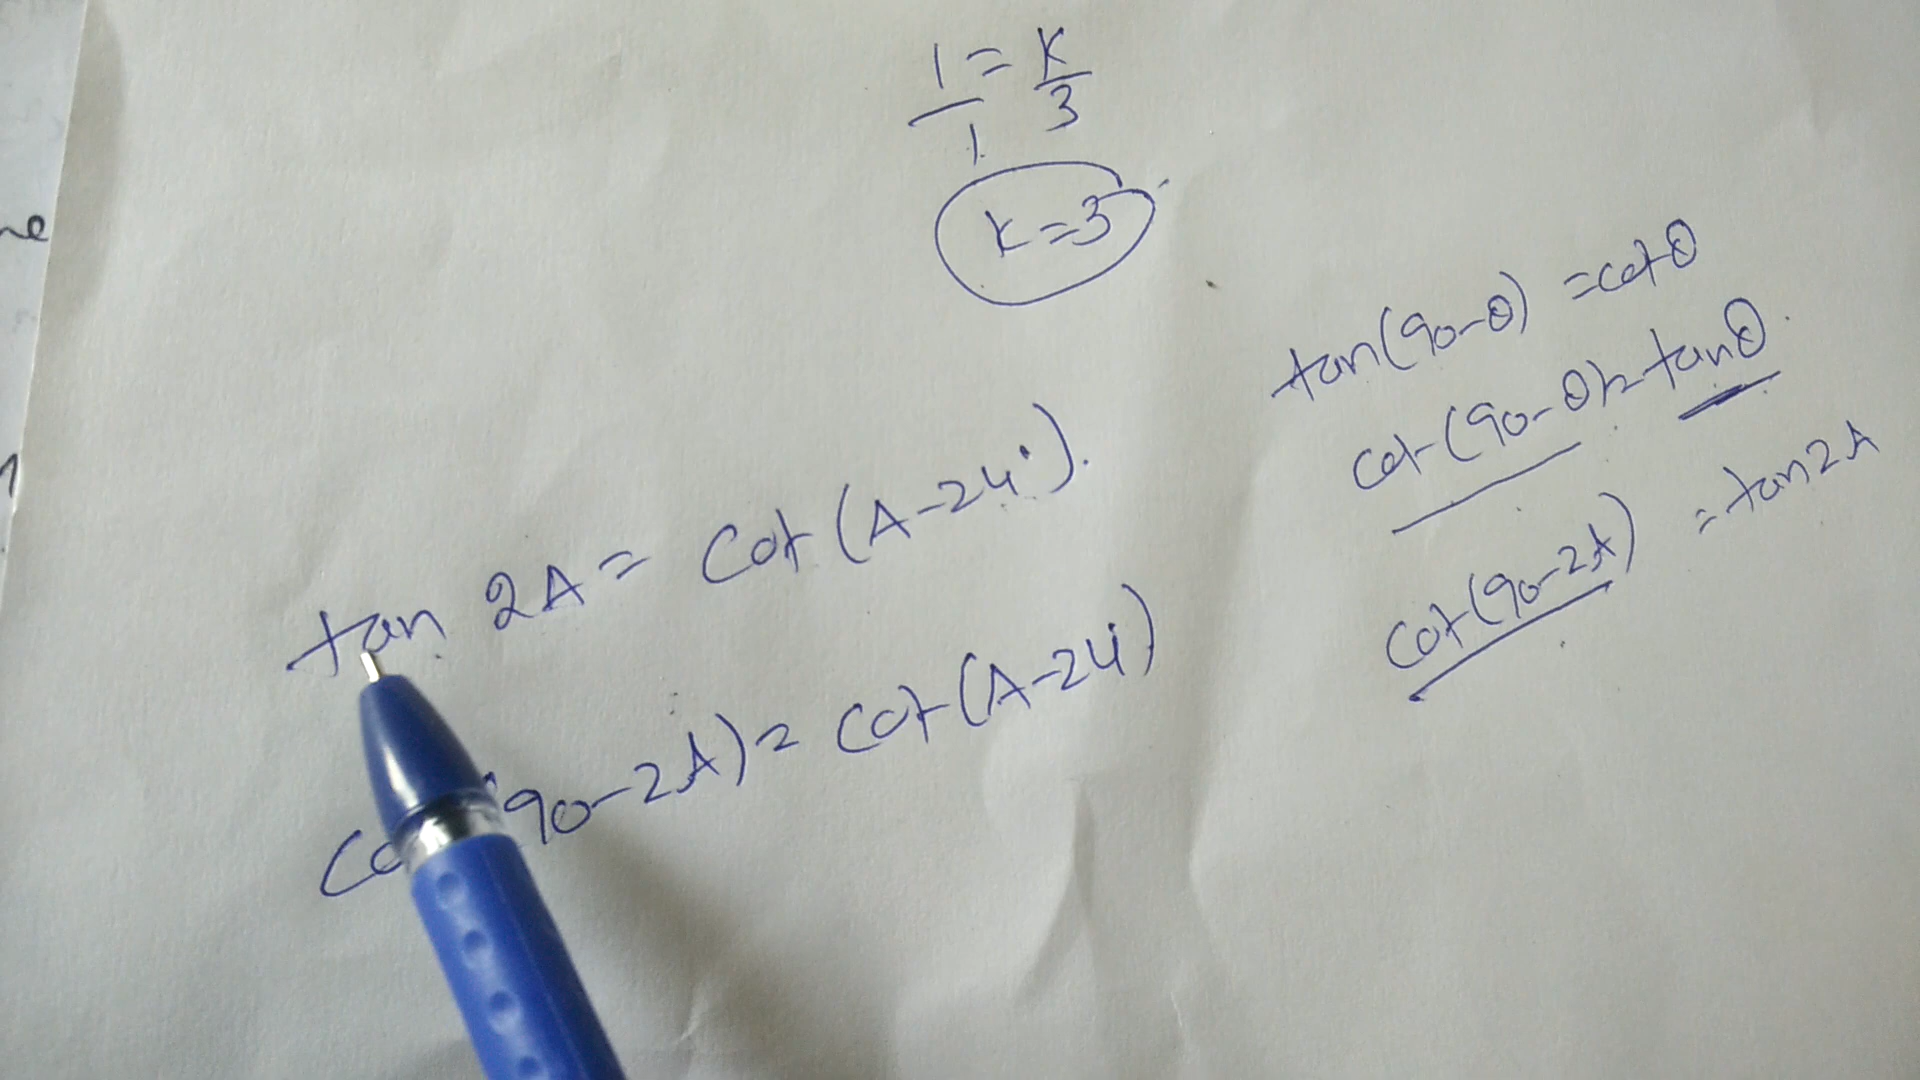 1 = K
1 3
K=3
tan(90-θ) =cotθ
cot(90-θ)=tanθ.
cot(90-2A) =tan2A
tan 2A= Cot (A-24°).
90-2A)= cot(A-24)